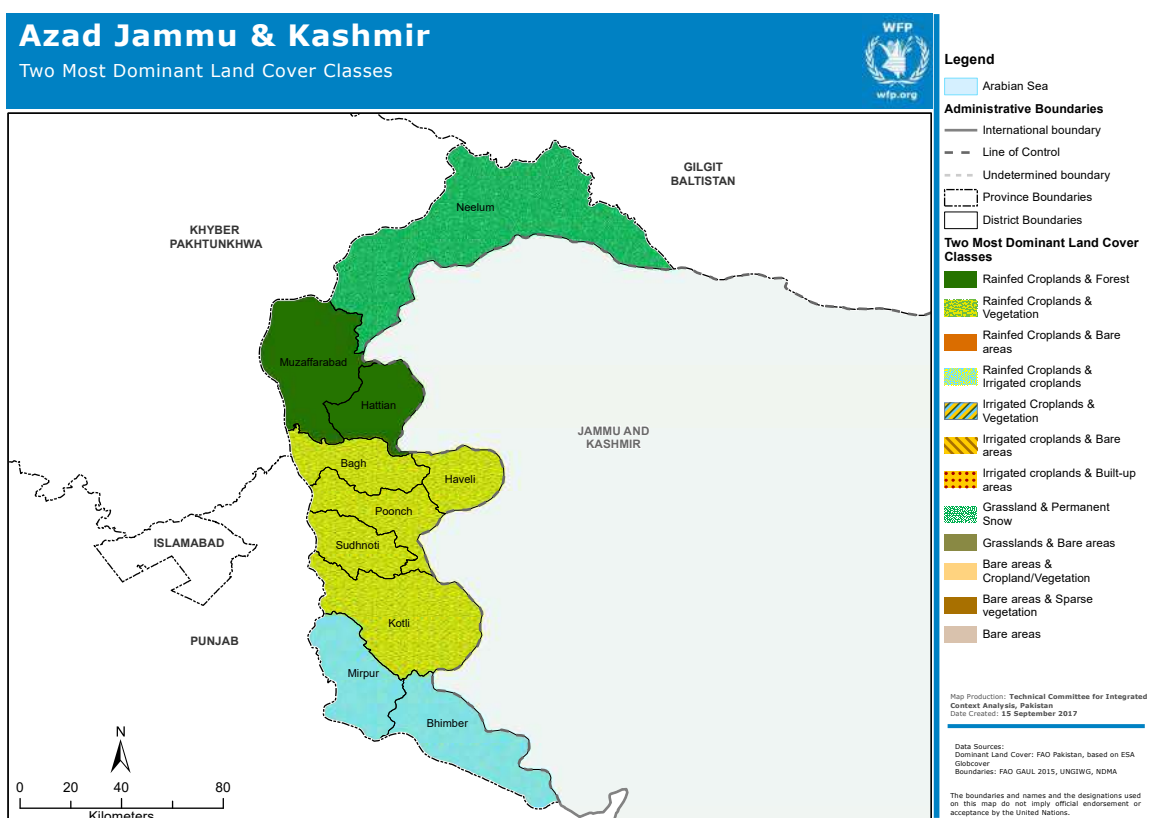 Azad Jammu & Kashmir
Two Most Dominant Land Cover Classes
WFP
wfp.org
GILGIT
BALTISTAN
KHYBER
PAKHTUNKHWA
Neelum
Muzaffarabad
Hattian
JAMMU AND
KASHMIR
Bagh
Haveli
Poonch
ISLAMABAD
Sudhnoti
Kotli
PUNJAB
Mirpur
Bhimber
N
0 20 40 80
Kilometers
Legend
Arabian Sea
Administrative Boundaries
International boundary
Line of Control
Undetermined boundary
Province Boundaries
District Boundaries
Two Most Dominant Land Cover
Classes
Rainfed Croplands & Forest
Rainfed Croplands &
Vegetation
Rainfed Croplands & Bare
areas
Rainfed Croplands &
Irrigated croplands
Irrigated Croplands &
Vegetation
Irrigated croplands & Bare
areas
Irrigated croplands & Built-up
areas
Grassland & Permanent
Snow
Grasslands & Bare areas
Bare areas &
Cropland/Vegetation
Bare areas & Sparse
vegetation
Bare areas
Map Production: Technical Committee for Integrated
Context Analysis, Pakistan
Date Created: 15 September 2017
Data Sources:
Dominant Land Cover: FAO Pakistan, based on ESA
Globcover
Boundaries: FAO GAUL 2015, UNGIWG, NDMA
The boundaries and names and the designations used
on this map do not imply official endorsement or
acceptance by the United Nations.